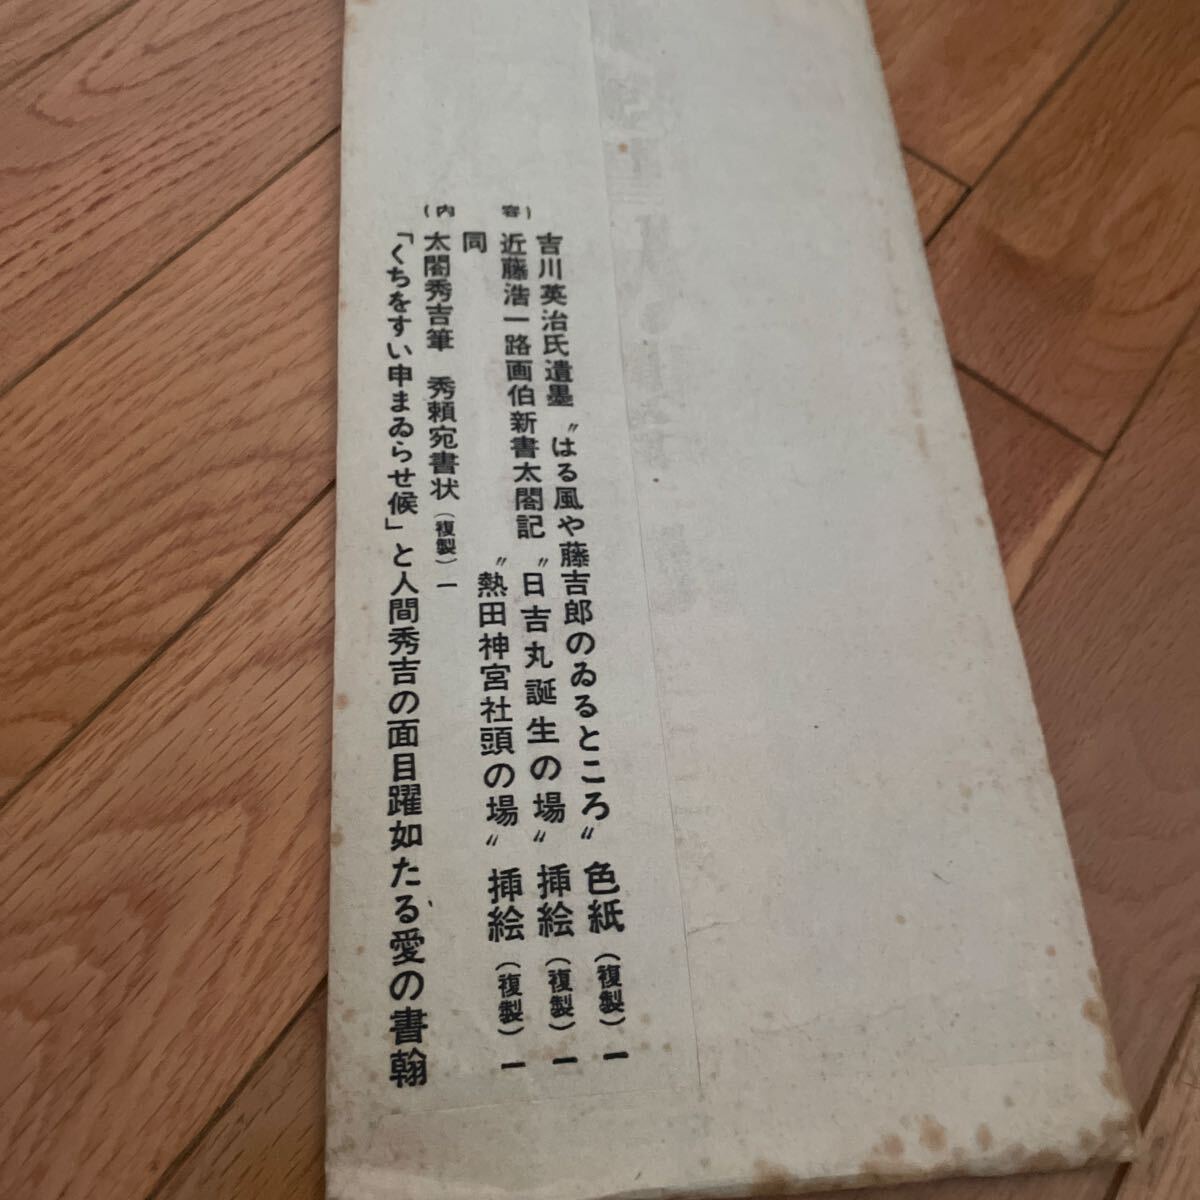 (内容)
吉川英治氏遺墨 〝はる風や藤吉郎のゐるところ〟 色紙(複製)一
近藤浩一路画伯新書太閤記 〝日吉丸誕生の場〟 挿絵(複製)一
同 〝熱田神宮社頭の場〟 挿絵(複製)一
太閤秀吉筆 秀頼宛書状(複製)一
「くちをすい申まゐらせ候」と人間秀吉の面目躍如たる愛の書翰